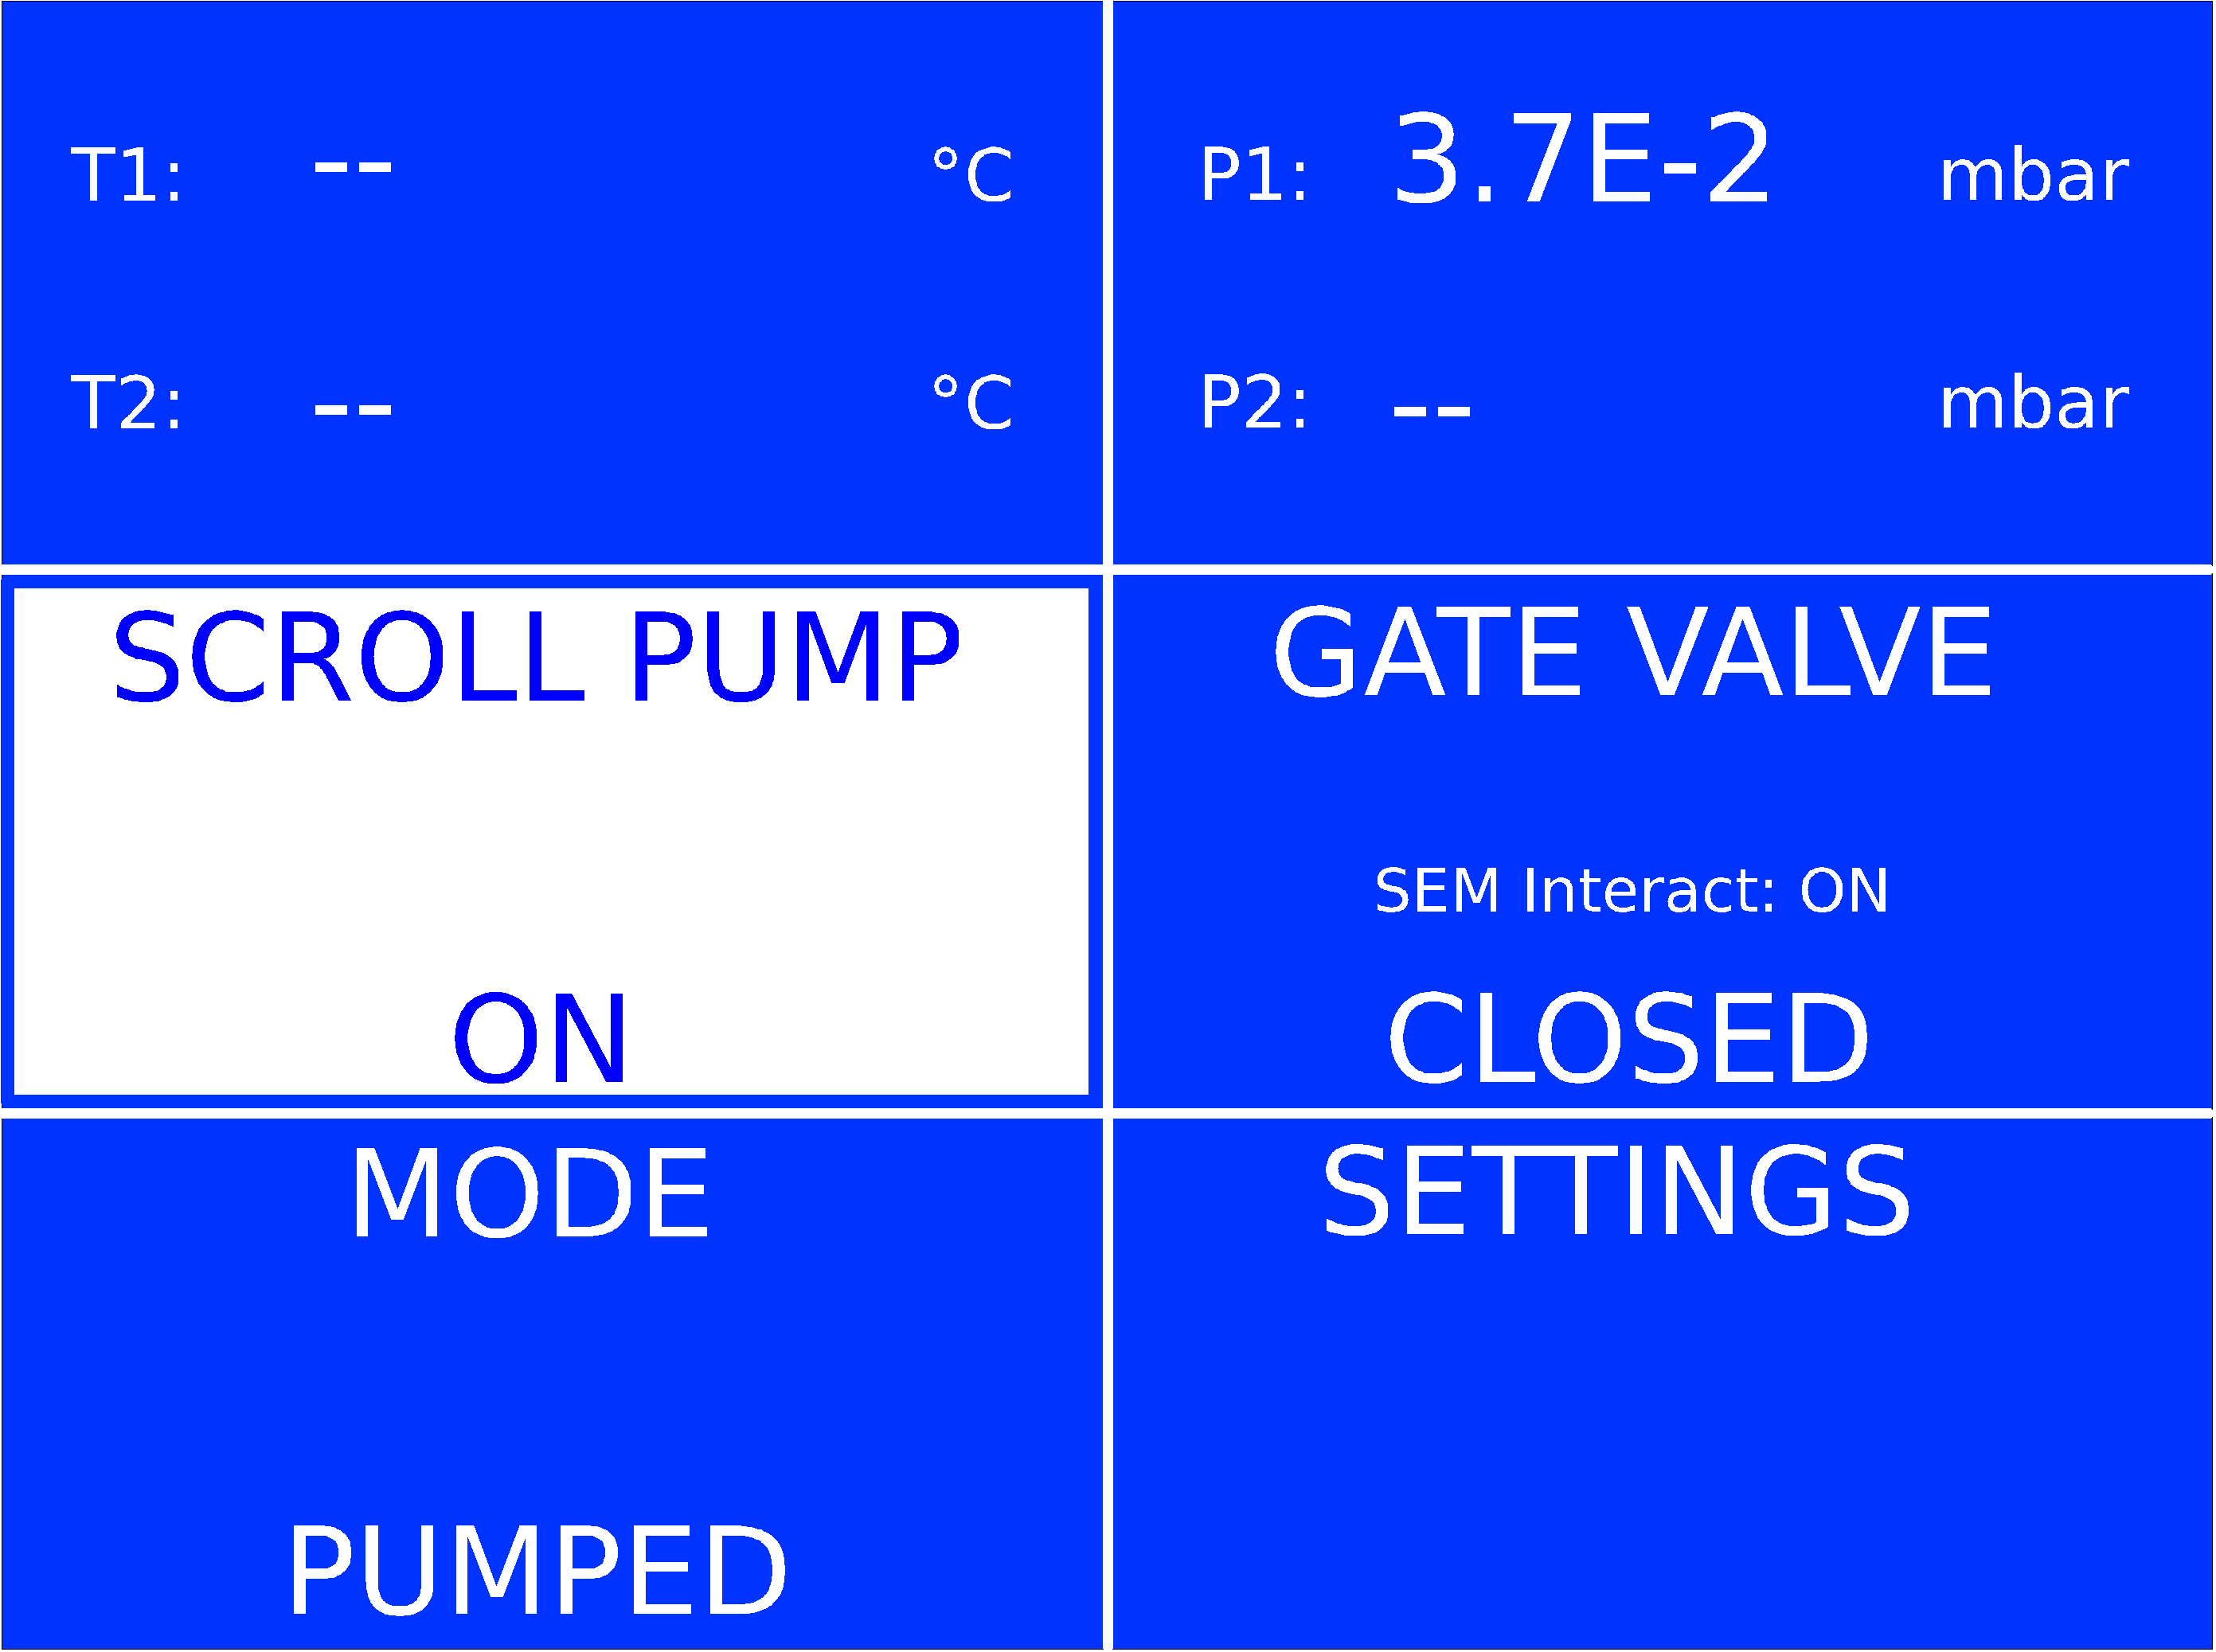 T1: -- °C
T2: -- °C
P1: 3.7E-2 mbar
P2: -- mbar
SCROLL PUMP
ON
GATE VALVE
SEM Interact: ON
CLOSED
MODE
PUMPED
SETTINGS